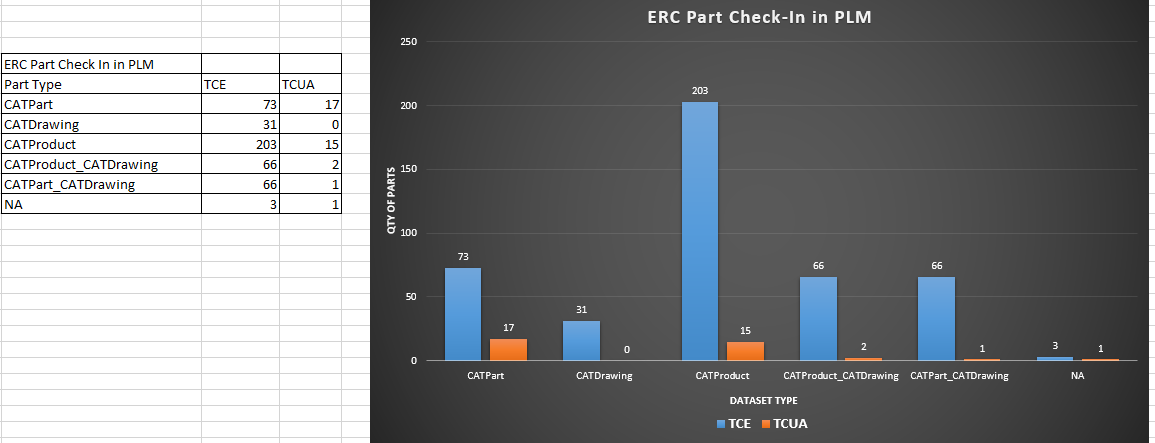 ERC Part Check In in PLM
Part Type TCE TCUA
CATPart 73 17
CATDrawing 31 0
CATProduct 203 15
CATProduct_CATDrawing 66 2
CATPart_CATDrawing 66 1
NA 3 1
ERC Part Check-In in PLM
QTY OF PARTS
250
200
150
100
50
0
73 17
31 0
203 15
66 2
66 1
3 1
CATPart CATDrawing CATProduct CATProduct_CATDrawing CATPart_CATDrawing NA
DATASET TYPE
TCE TCUA